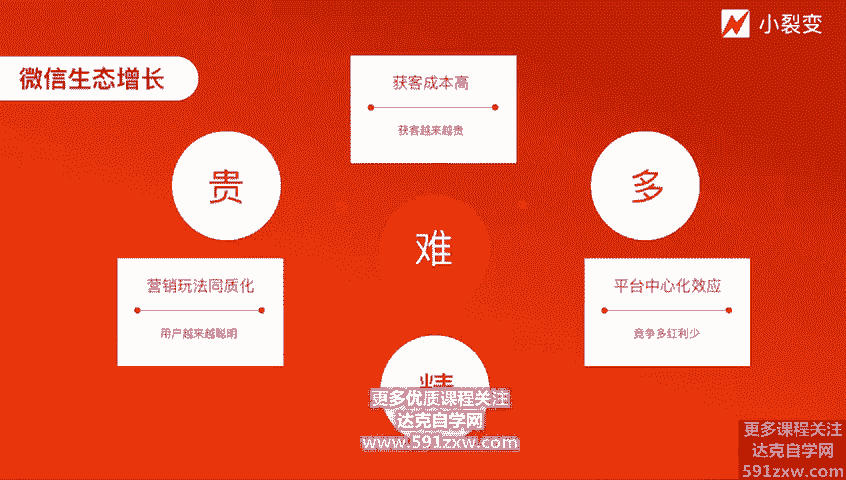 小裂变
微信生态增长
获客成本高
获客越来越贵
贵
多
难
营销玩法同质化
用户越来越聪明
平台中心化效应
竞争多红利少
精
更多优质课程关注
达克自学网
www.591zxw.com
更多课程关注
达克自学网
591zxw.com